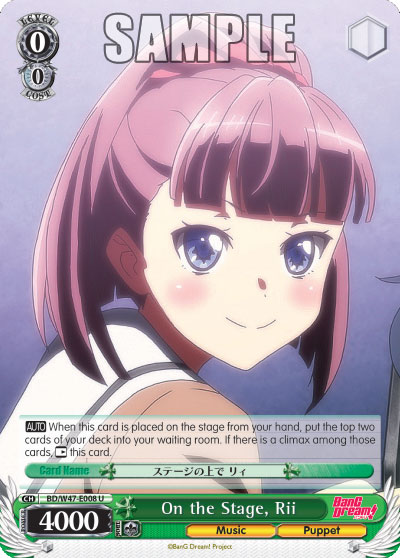 SAMPLE
LEVEL
0
0
COST
AUTO When this card is placed on the stage from your hand, put the top two
cards of your deck into your waiting room. If there is a climax among those
cards, this card.
Card Name
ステージの上で リィ
CH BD/W47-E008 U
On the Stage, Rii
BanG Dream!
4000
Music
Puppet
©BanG Dream! Project